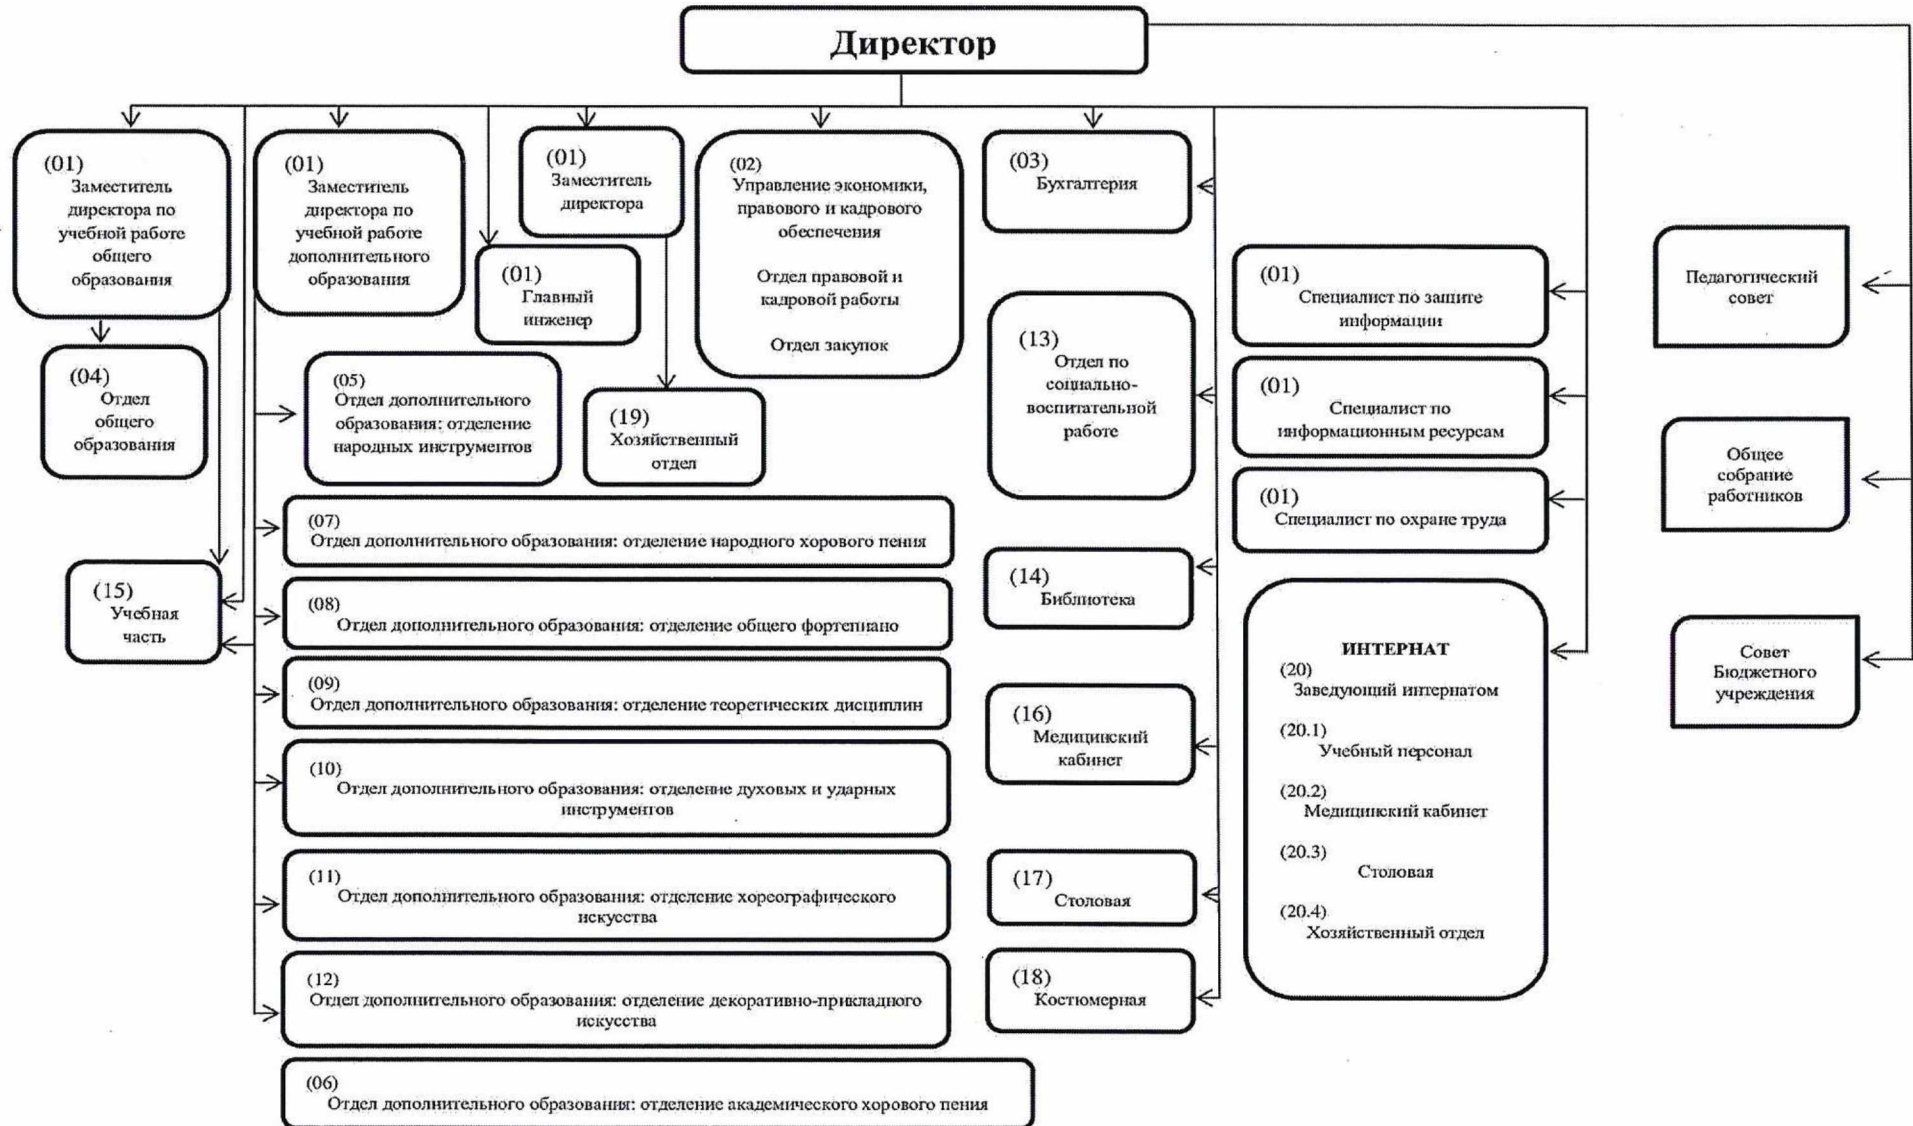 Директор
(01)
Заместитель
директора по
учебной работе
общего
образования
(01)
Заместитель
директора по
учебной работе
дополнительного
образования
(01)
Главный
инженер
(01)
Заместитель
директора
(02)
Управление экономики,
правового и кадрового
обеспечения
Отдел правовой и
кадровой работы
Отдел закупок
(03)
Бухгалтерия
(04)
Отдел
общего
образования
(05)
Отдел дополнительного
образования: отделение
народных инструментов
(19)
Хозяйственный
отдел
(13)
Отдел по
социально-
воспитательной
работе
(01)
Специалист по защите
информации
(01)
Специалист по
информационным ресурсам
(01)
Специалист по охране труда
Педагогический
совет
Общее
собрание
работников
Совет
Бюджетного
учреждения
(15)
Учебная
часть
(07)
Отдел дополнительного образования: отделение народного хорового пения
(08)
Отдел дополнительного образования: отделение общего фортепиано
(09)
Отдел дополнительного образования: отделение теоретических дисциплин
(10)
Отдел дополнительного образования: отделение духовых и ударных
инструментов
(11)
Отдел дополнительного образования: отделение хореографического
искусства
(12)
Отдел дополнительного образования: отделение декоративно-прикладного
искусства
(06)
Отдел дополнительного образования: отделение академического хорового пения
(14)
Библиотека
(16)
Медицинский
кабинет
(17)
Столовая
(18)
Костюмерная
ИНТЕРНАТ
(20)
Заведующий интернатом
(20.1)
Учебный персонал
(20.2)
Медицинский кабинет
(20.3)
Столовая
(20.4)
Хозяйственный отдел